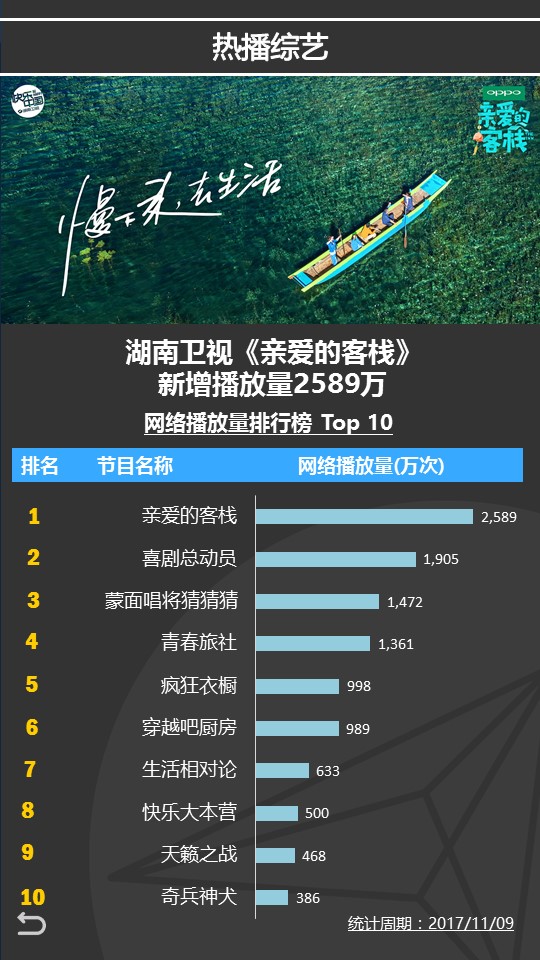 热播综艺
快乐中国
OPPO
亲爱的
客栈
慢下来,去生活
湖南卫视《亲爱的客栈》
新增播放量2589万
网络播放量排行榜 Top 10
排名 节目名称 网络播放量(万次)
1 亲爱的客栈 2,589
2 喜剧总动员 1,905
3 蒙面唱将猜猜猜 1,472
4 青春旅社 1,361
5 疯狂衣橱 998
6 穿越吧厨房 989
7 生活相对论 633
8 快乐大本营 500
9 天籁之战 468
10 奇兵神犬 386
统计周期：2017/11/09